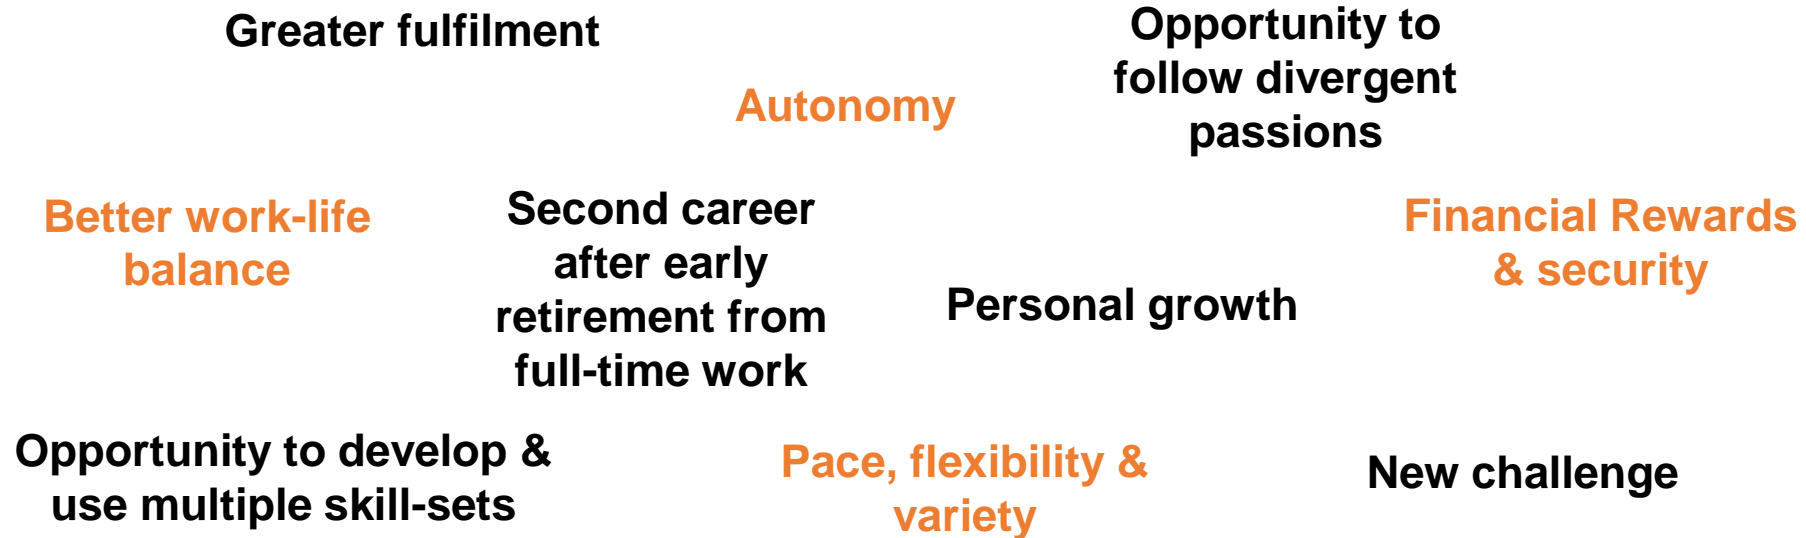 Greater fulfilment
Autonomy
Opportunity to
follow divergent
passions
Better work-life
balance
Second career
after early
retirement from
full-time work
Personal growth
Financial Rewards
& security
Opportunity to develop &
use multiple skill-sets
Pace, flexibility &
variety
New challenge